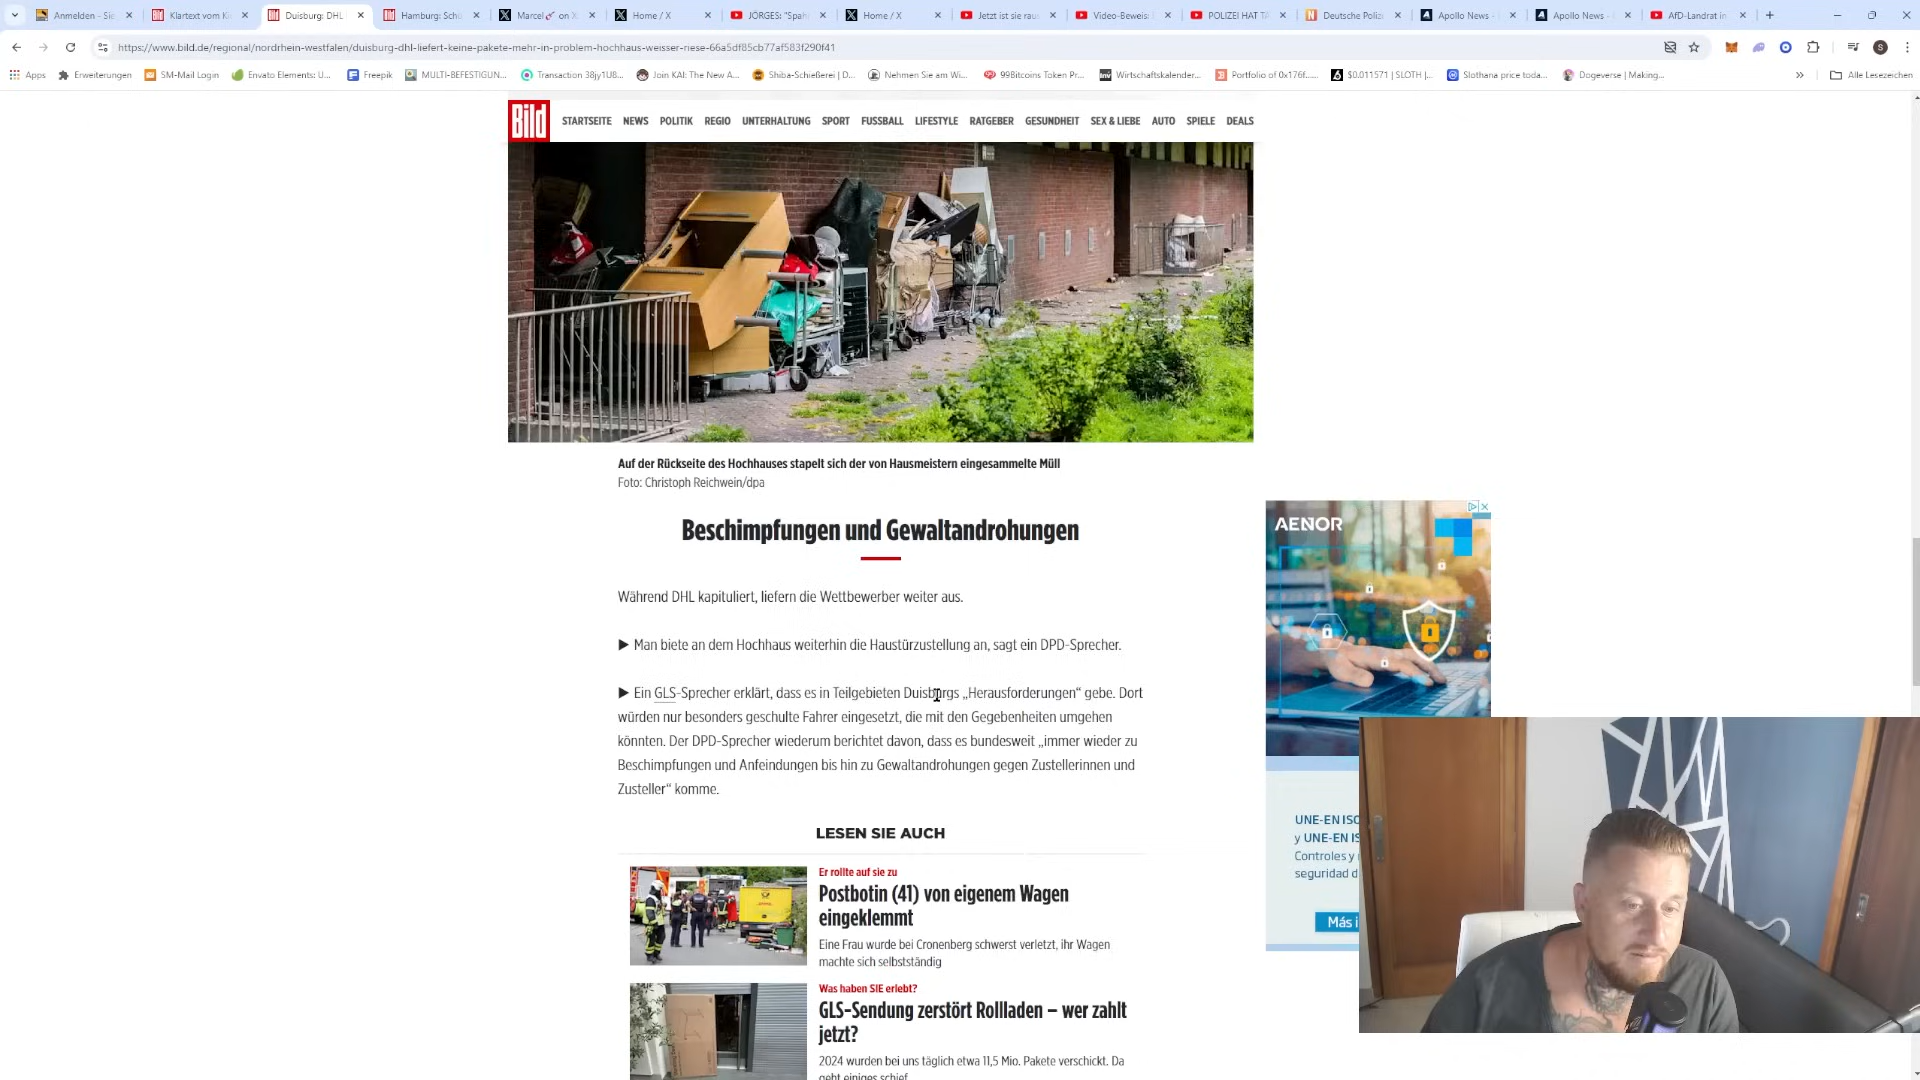 Anmelden - Sie
Klartext vom Ki
Duisburg: DHL l
Hamburg: Schü
Marcel🚀 on X
Home / X
JÖRGES: "Spah
Home / X
Jetzt ist sie raus
Video-Beweis:
POLIZEI HAT TA
Deutsche Polizi
Apollo News -
Apollo News -
AfD-Landrat in
https://www.bild.de/regional/nordrhein-westfalen/duisburg-dhl-liefert-keine-pakete-mehr-in-problem-hochhaus-weisser-riese-66a5df85cb77af583f290f41
Apps
Erweiterungen
SM-Mail Login
Envato Elements: U...
Freepik
MULTI-BEFESTIGUN...
Transaction 38jy1U8...
Join KAI: The New A...
Shiba-Schießerei | D...
Nehmen Sie am Wi...
99Bitcoins Token Pr...
Wirtschaftskalender...
Portfolio of 0x176f......
$0.011571 | SLOTH |...
Slothana price toda...
Dogeverse | Making...
Alle Lesezeichen
Bild STARTSEITE NEWS POLITIK REGIO UNTERHALTUNG SPORT FUSSBALL LIFESTYLE RATGEBER GESUNDHEIT SEX & LIEBE AUTO SPIELE DEALS
Auf der Rückseite des Hochhauses stapelt sich der von Hausmeistern eingesammelte Müll
Foto: Christoph Reichwein/dpa
Beschimpfungen und Gewaltandrohungen
Während DHL kapituliert, liefern die Wettbewerber weiter aus.
▶ Man biete an dem Hochhaus weiterhin die Haustürzustellung an, sagt ein DPD-Sprecher.
▶ Ein GLS-Sprecher erklärt, dass es in Teilgebieten Duisburgs „Herausforderungen“ gebe. Dort
würden nur besonders geschulte Fahrer eingesetzt, die mit den Gegebenheiten umgehen
könnten. Der DPD-Sprecher wiederum berichtet davon, dass es bundesweit „immer wieder zu
Beschimpfungen und Anfeindungen bis hin zu Gewaltandrohungen gegen Zustellerinnen und
Zusteller“ komme.
LESEN SIE AUCH
Er rollte auf sie zu
Postbotin (41) von eigenem Wagen
eingeklemmt
Eine Frau wurde bei Cronenberg schwerst verletzt, ihr Wagen
machte sich selbstständig
Was haben SIE erlebt?
GLS-Sendung zerstört Rollladen – wer zahlt
jetzt?
2024 wurden bei uns täglich etwa 11,5 Mio. Pakete verschickt. Da
geht einiges schief
AENOR
UNE-EN ISO
y UNE-EN IS
Controles y
seguridad d
Más i